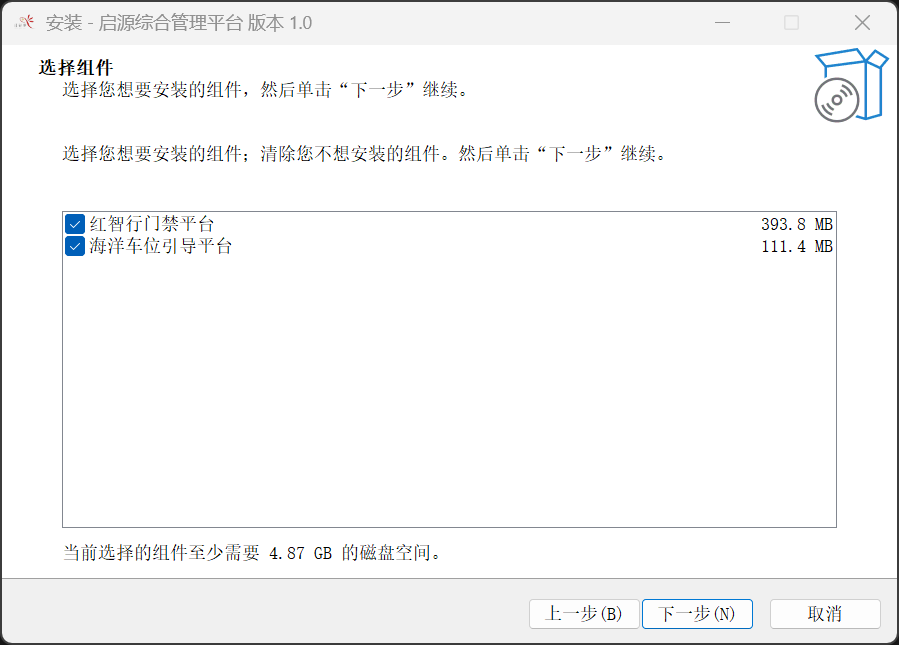 安装 - 启源综合管理平台 版本 1.0
选择组件
选择您想要安装的组件，然后单击“下一步”继续。
选择您想要安装的组件；清除您不想安装的组件。然后单击“下一步”继续。
红智行门禁平台 393.8 MB
海洋车位引导平台 111.4 MB
当前选择的组件至少需要 4.87 GB 的磁盘空间。
上一步(B) 下一步(N) 取消